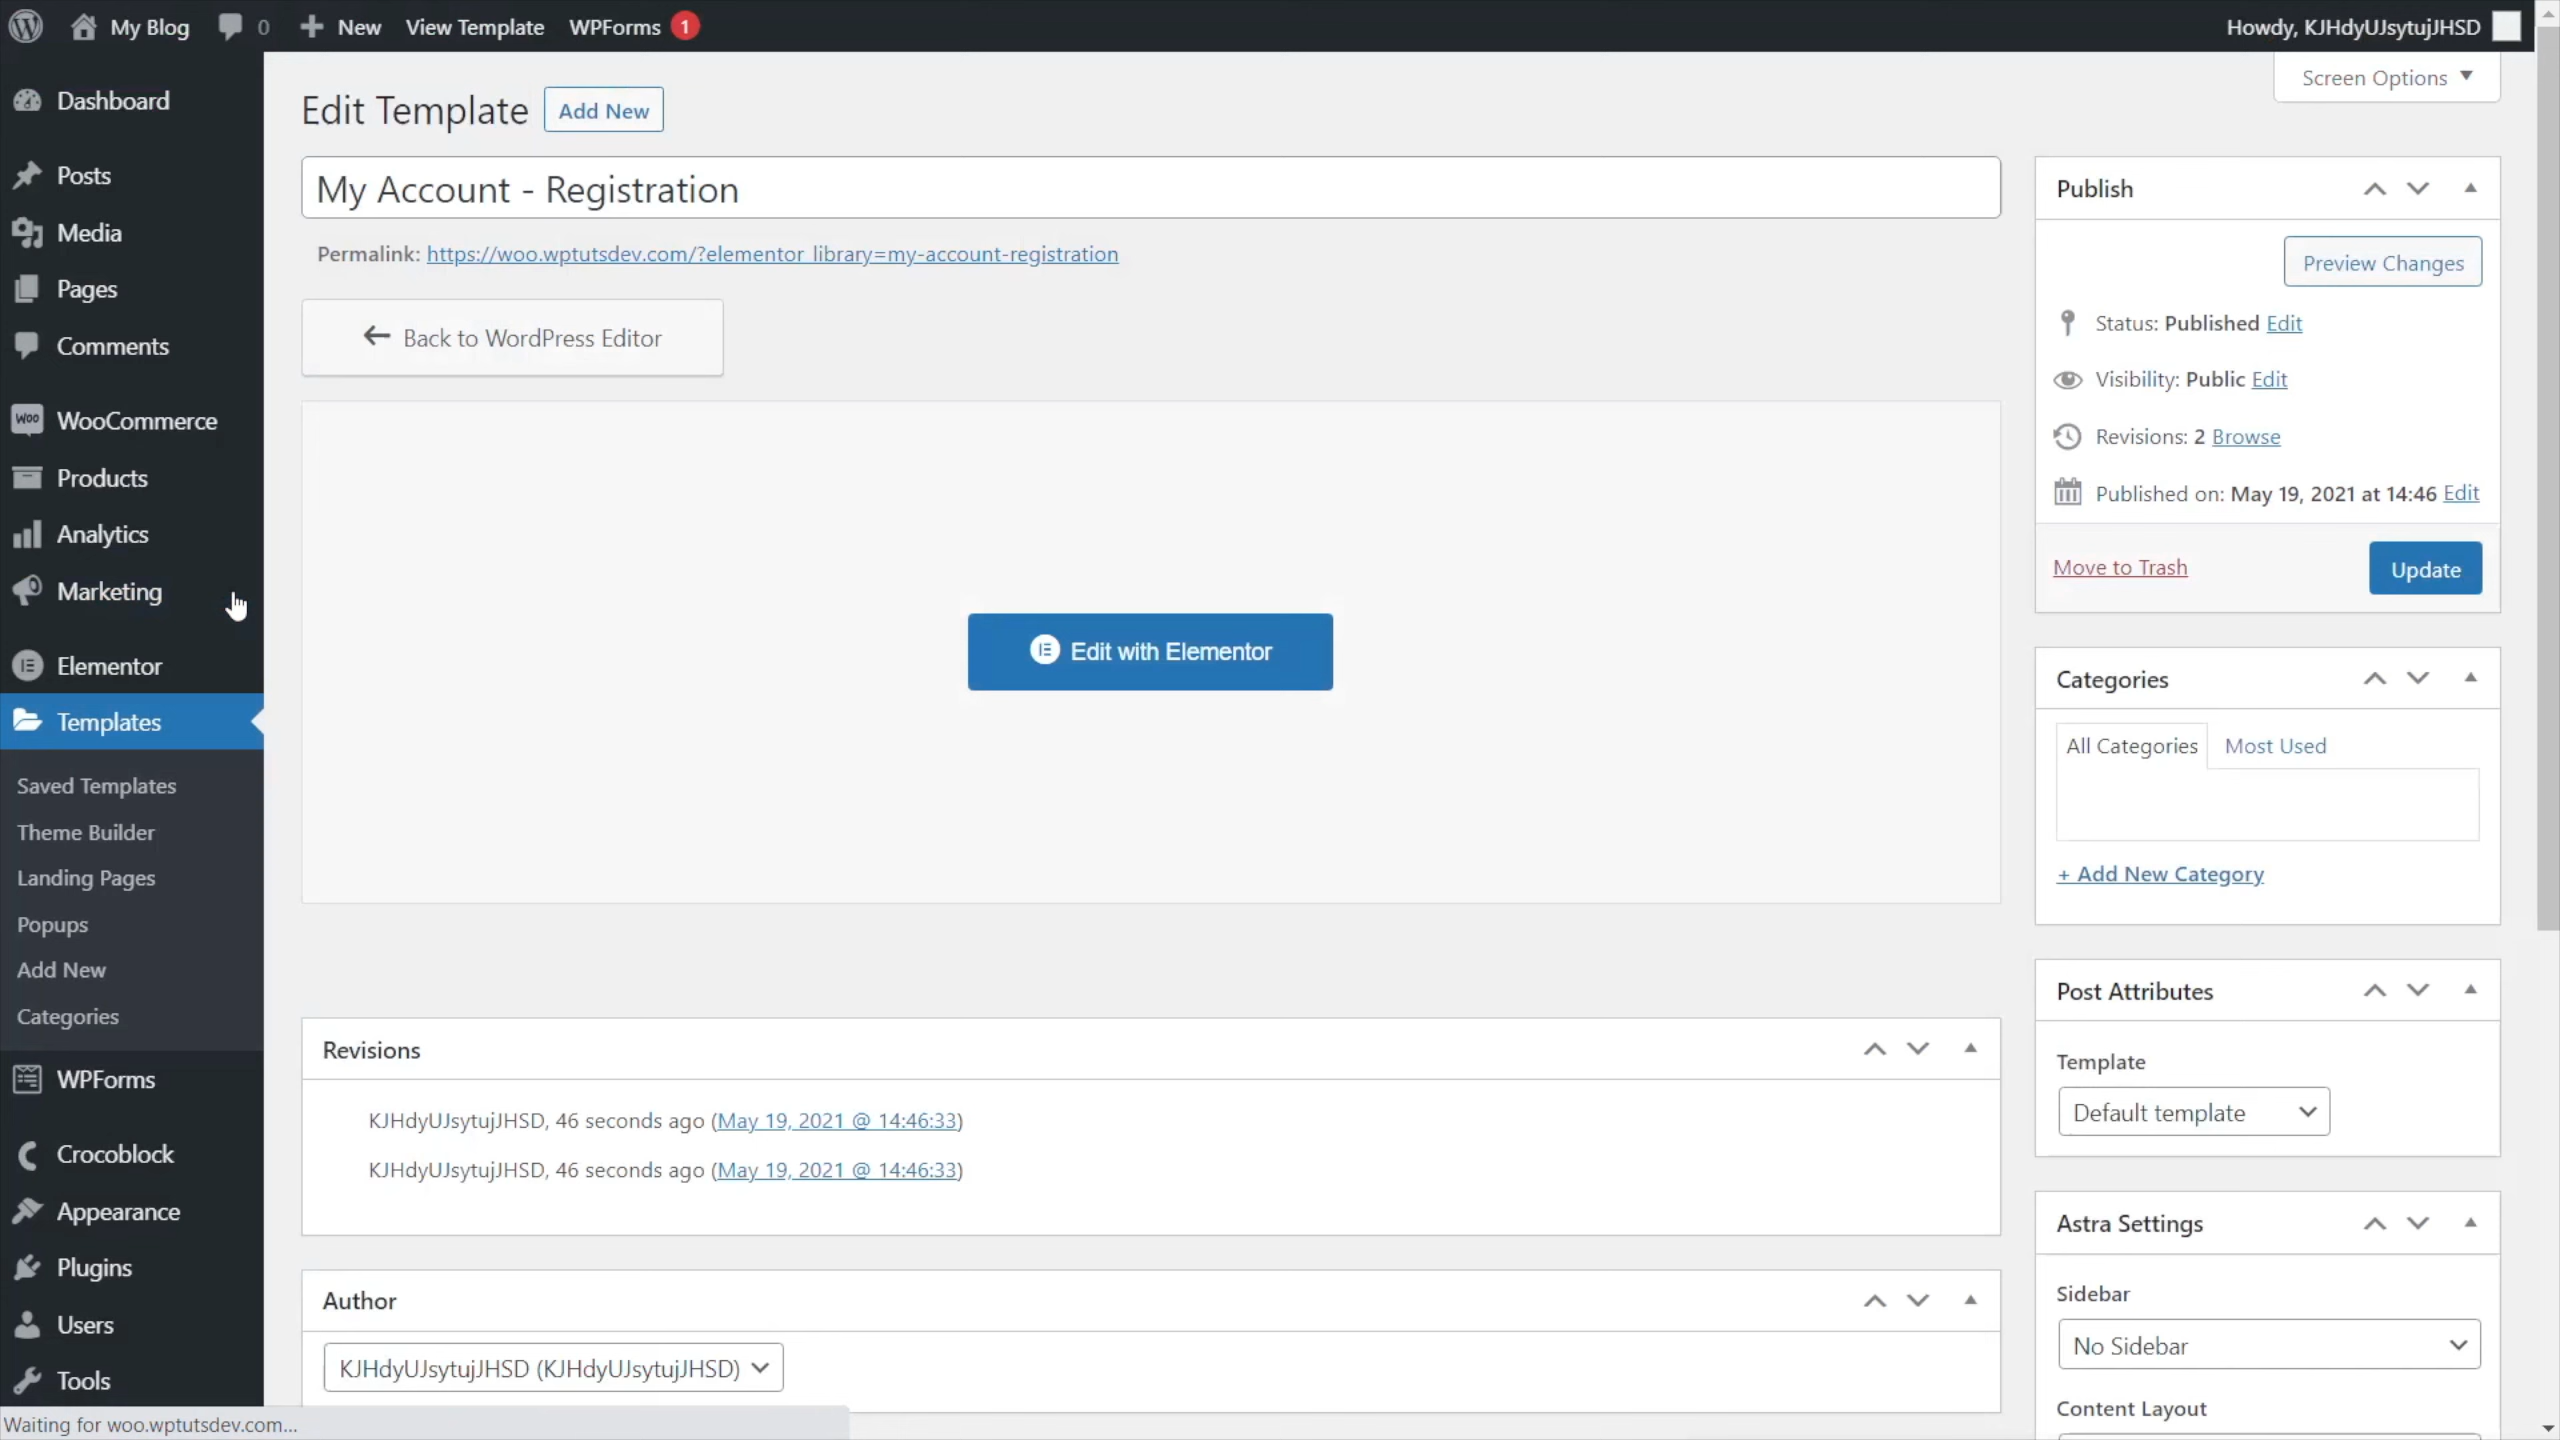 My Blog
0
New
View Template
WPForms
1
Howdy, KJHdyUJsytujJHSD
Screen Options
Dashboard
Posts
Media
Pages
Comments
Woo
WooCommerce
Products
Analytics
Marketing
Elementor
Templates
Saved Templates
Theme Builder
Landing Pages
Popups
Add New
Categories
WPForms
Crocoblock
Appearance
Plugins
Users
Tools
Edit Template
Add New
My Account - Registration
Permalink: https://woo.wptutsdev.com/?elementor_library=my-account-registration
Back to WordPress Editor
Edit with Elementor
Revisions
KJHdyUJsytujJHSD, 46 seconds ago (May 19, 2021 @ 14:46:33)
KJHdyUJsytujJHSD, 46 seconds ago (May 19, 2021 @ 14:46:33)
Author
KJHdyUJsytujJHSD (KJHdyUJsytujJHSD)
Publish
Preview Changes
Status: Published Edit
Visibility: Public Edit
Revisions: 2 Browse
Published on: May 19, 2021 at 14:46 Edit
Move to Trash
Update
Categories
All Categories
Most Used
+ Add New Category
Post Attributes
Template
Default template
Astra Settings
Sidebar
No Sidebar
Content Layout
Waiting for woo.wptutsdev.com...